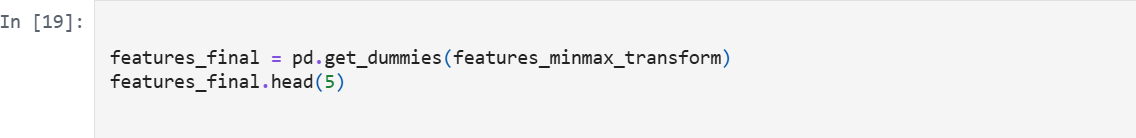 In [19]:
features_final = pd.get_dummies(features_minmax_transform)
features_final.head(5)